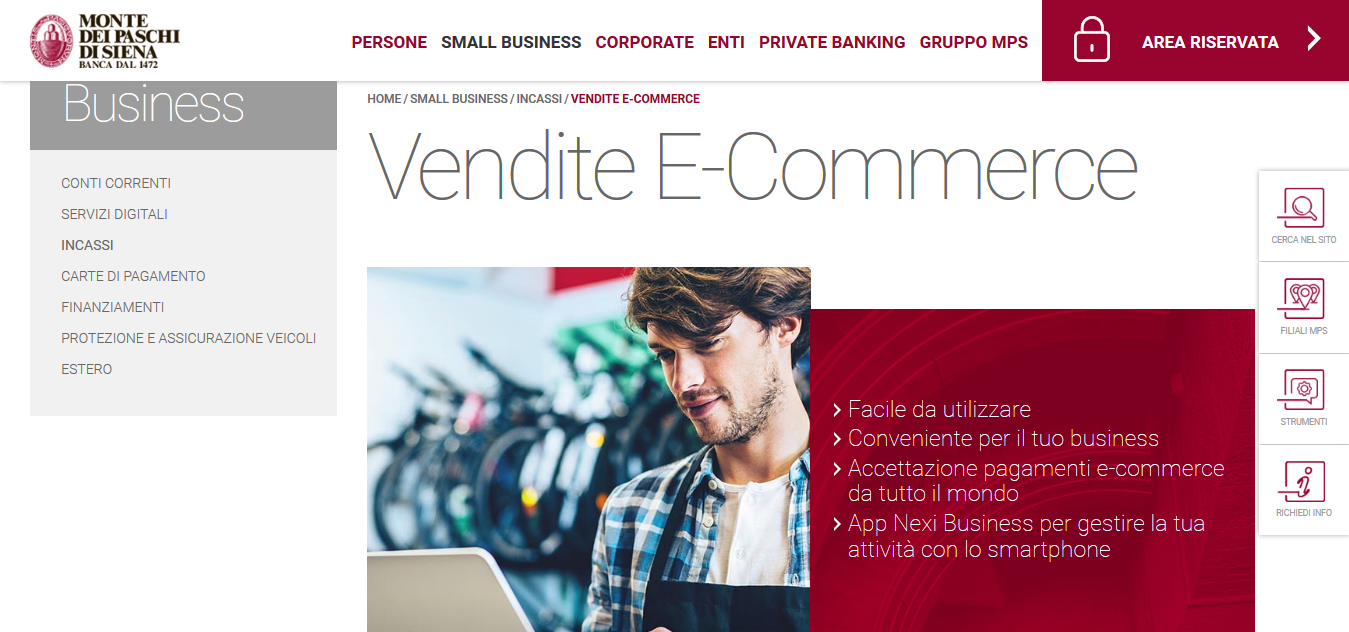 MONTE
DEI PASCHI
DI SIENA
BANCA DAL 1472
PERSONE SMALL BUSINESS CORPORATE ENTI PRIVATE BANKING GRUPPO MPS
AREA RISERVATA
Business
CONTI CORRENTI
SERVIZI DIGITALI
INCASSI
CARTE DI PAGAMENTO
FINANZIAMENTI
PROTEZIONE E ASSICURAZIONE VEICOLI
ESTERO
HOME / SMALL BUSINESS / INCASSI / VENDITE E-COMMERCE
Vendite E-Commerce
Facile da utilizzare
Conveniente per il tuo business
Accettazione pagamenti e-commerce
da tutto il mondo
App Nexi Business per gestire la tua
attività con lo smartphone
CERCA NEL SITO
FILIALI MPS
STRUMENTI
RICHIEDI INFO